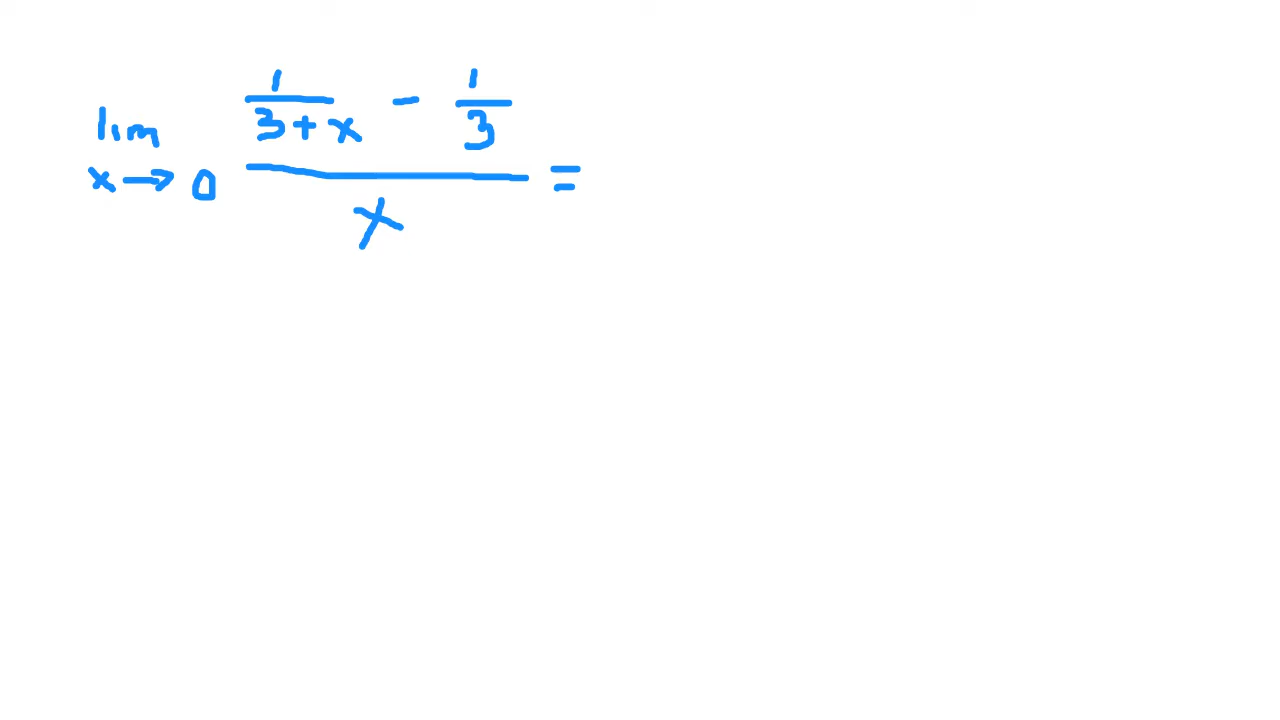 lim x→0 (1/(3+x) - 1/3)/x =